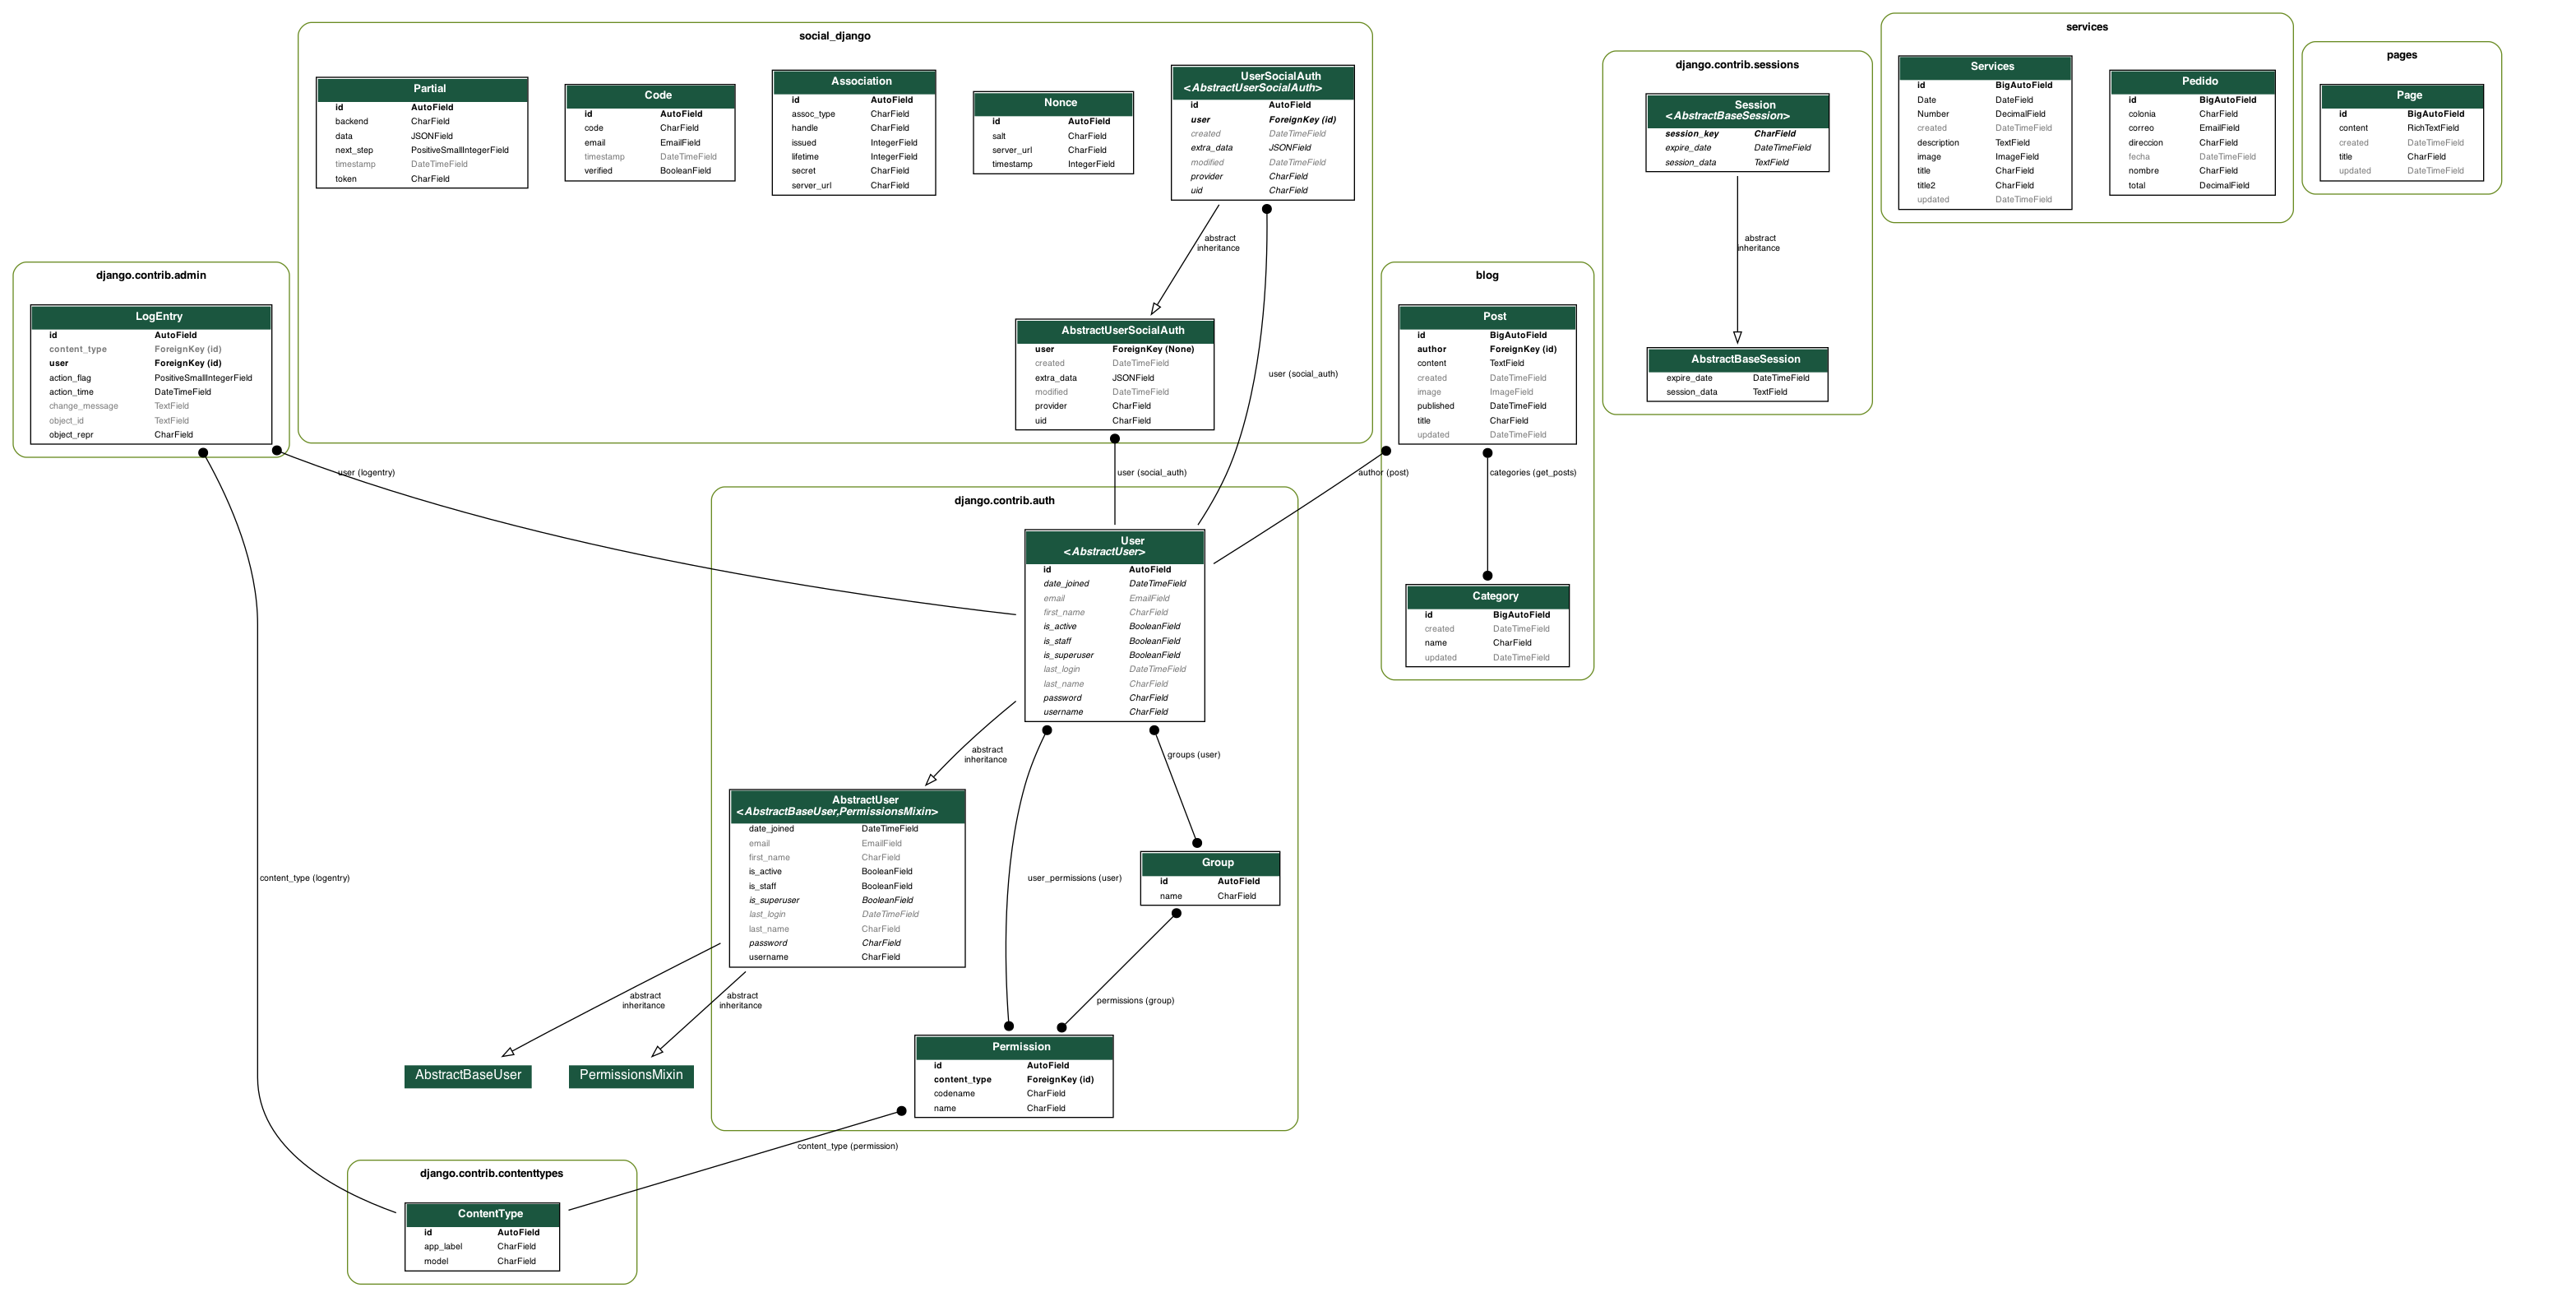 social_django
Partial
id AutoField
backend CharField
data JSONField
next_step PositiveSmallIntegerField
timestamp DateTimeField
token CharField
Code
id AutoField
code CharField
email EmailField
timestamp DateTimeField
verified BooleanField
Association
id AutoField
assoc_type CharField
handle CharField
issued IntegerField
lifetime IntegerField
secret CharField
server_url CharField
Nonce
id AutoField
salt CharField
server_url CharField
timestamp IntegerField
UserSocialAuth
<AbstractUserSocialAuth>
id AutoField
user ForeignKey (id)
created DateTimeField
extra_data JSONField
modified DateTimeField
provider CharField
uid CharField
abstract
inheritance
AbstractUserSocialAuth
user ForeignKey (None)
created DateTimeField
extra_data JSONField
modified DateTimeField
provider CharField
uid CharField
user (social_auth)
user (social_auth)
django.contrib.sessions
Session
<AbstractBaseSession>
session_key CharField
expire_date DateTimeField
session_data TextField
abstract
inheritance
AbstractBaseSession
expire_date DateTimeField
session_data TextField
services
Services
id BigAutoField
Date DateField
Number DecimalField
created DateTimeField
description TextField
image ImageField
title CharField
title2 CharField
updated DateTimeField
Pedido
id BigAutoField
colonia CharField
correo EmailField
direccion CharField
fecha DateTimeField
nombre CharField
total DecimalField
pages
Page
id BigAutoField
content RichTextField
created DateTimeField
title CharField
updated DateTimeField
django.contrib.admin
LogEntry
id AutoField
content_type ForeignKey (id)
user ForeignKey (id)
action_flag PositiveSmallIntegerField
action_time DateTimeField
change_message TextField
object_id TextField
object_repr CharField
user (logentry)
content_type (logentry)
blog
Post
id BigAutoField
author ForeignKey (id)
content TextField
created DateTimeField
image ImageField
published DateTimeField
title CharField
updated DateTimeField
author (post)
categories (get_posts)
Category
id BigAutoField
created DateTimeField
name CharField
updated DateTimeField
django.contrib.auth
User
<AbstractUser>
id AutoField
date_joined DateTimeField
email EmailField
first_name CharField
is_active BooleanField
is_staff BooleanField
is_superuser BooleanField
last_login DateTimeField
last_name CharField
password CharField
username CharField
abstract
inheritance
groups (user)
AbstractUser
<AbstractBaseUser,PermissionsMixin>
date_joined DateTimeField
email EmailField
first_name CharField
is_active BooleanField
is_staff BooleanField
is_superuser BooleanField
last_login DateTimeField
last_name CharField
password CharField
username CharField
user_permissions (user)
Group
id AutoField
name CharField
abstract
inheritance
abstract
inheritance
permissions (group)
AbstractBaseUser
PermissionsMixin
Permission
id AutoField
content_type ForeignKey (id)
codename CharField
name CharField
content_type (permission)
django.contrib.contenttypes
ContentType
id AutoField
app_label CharField
model CharField